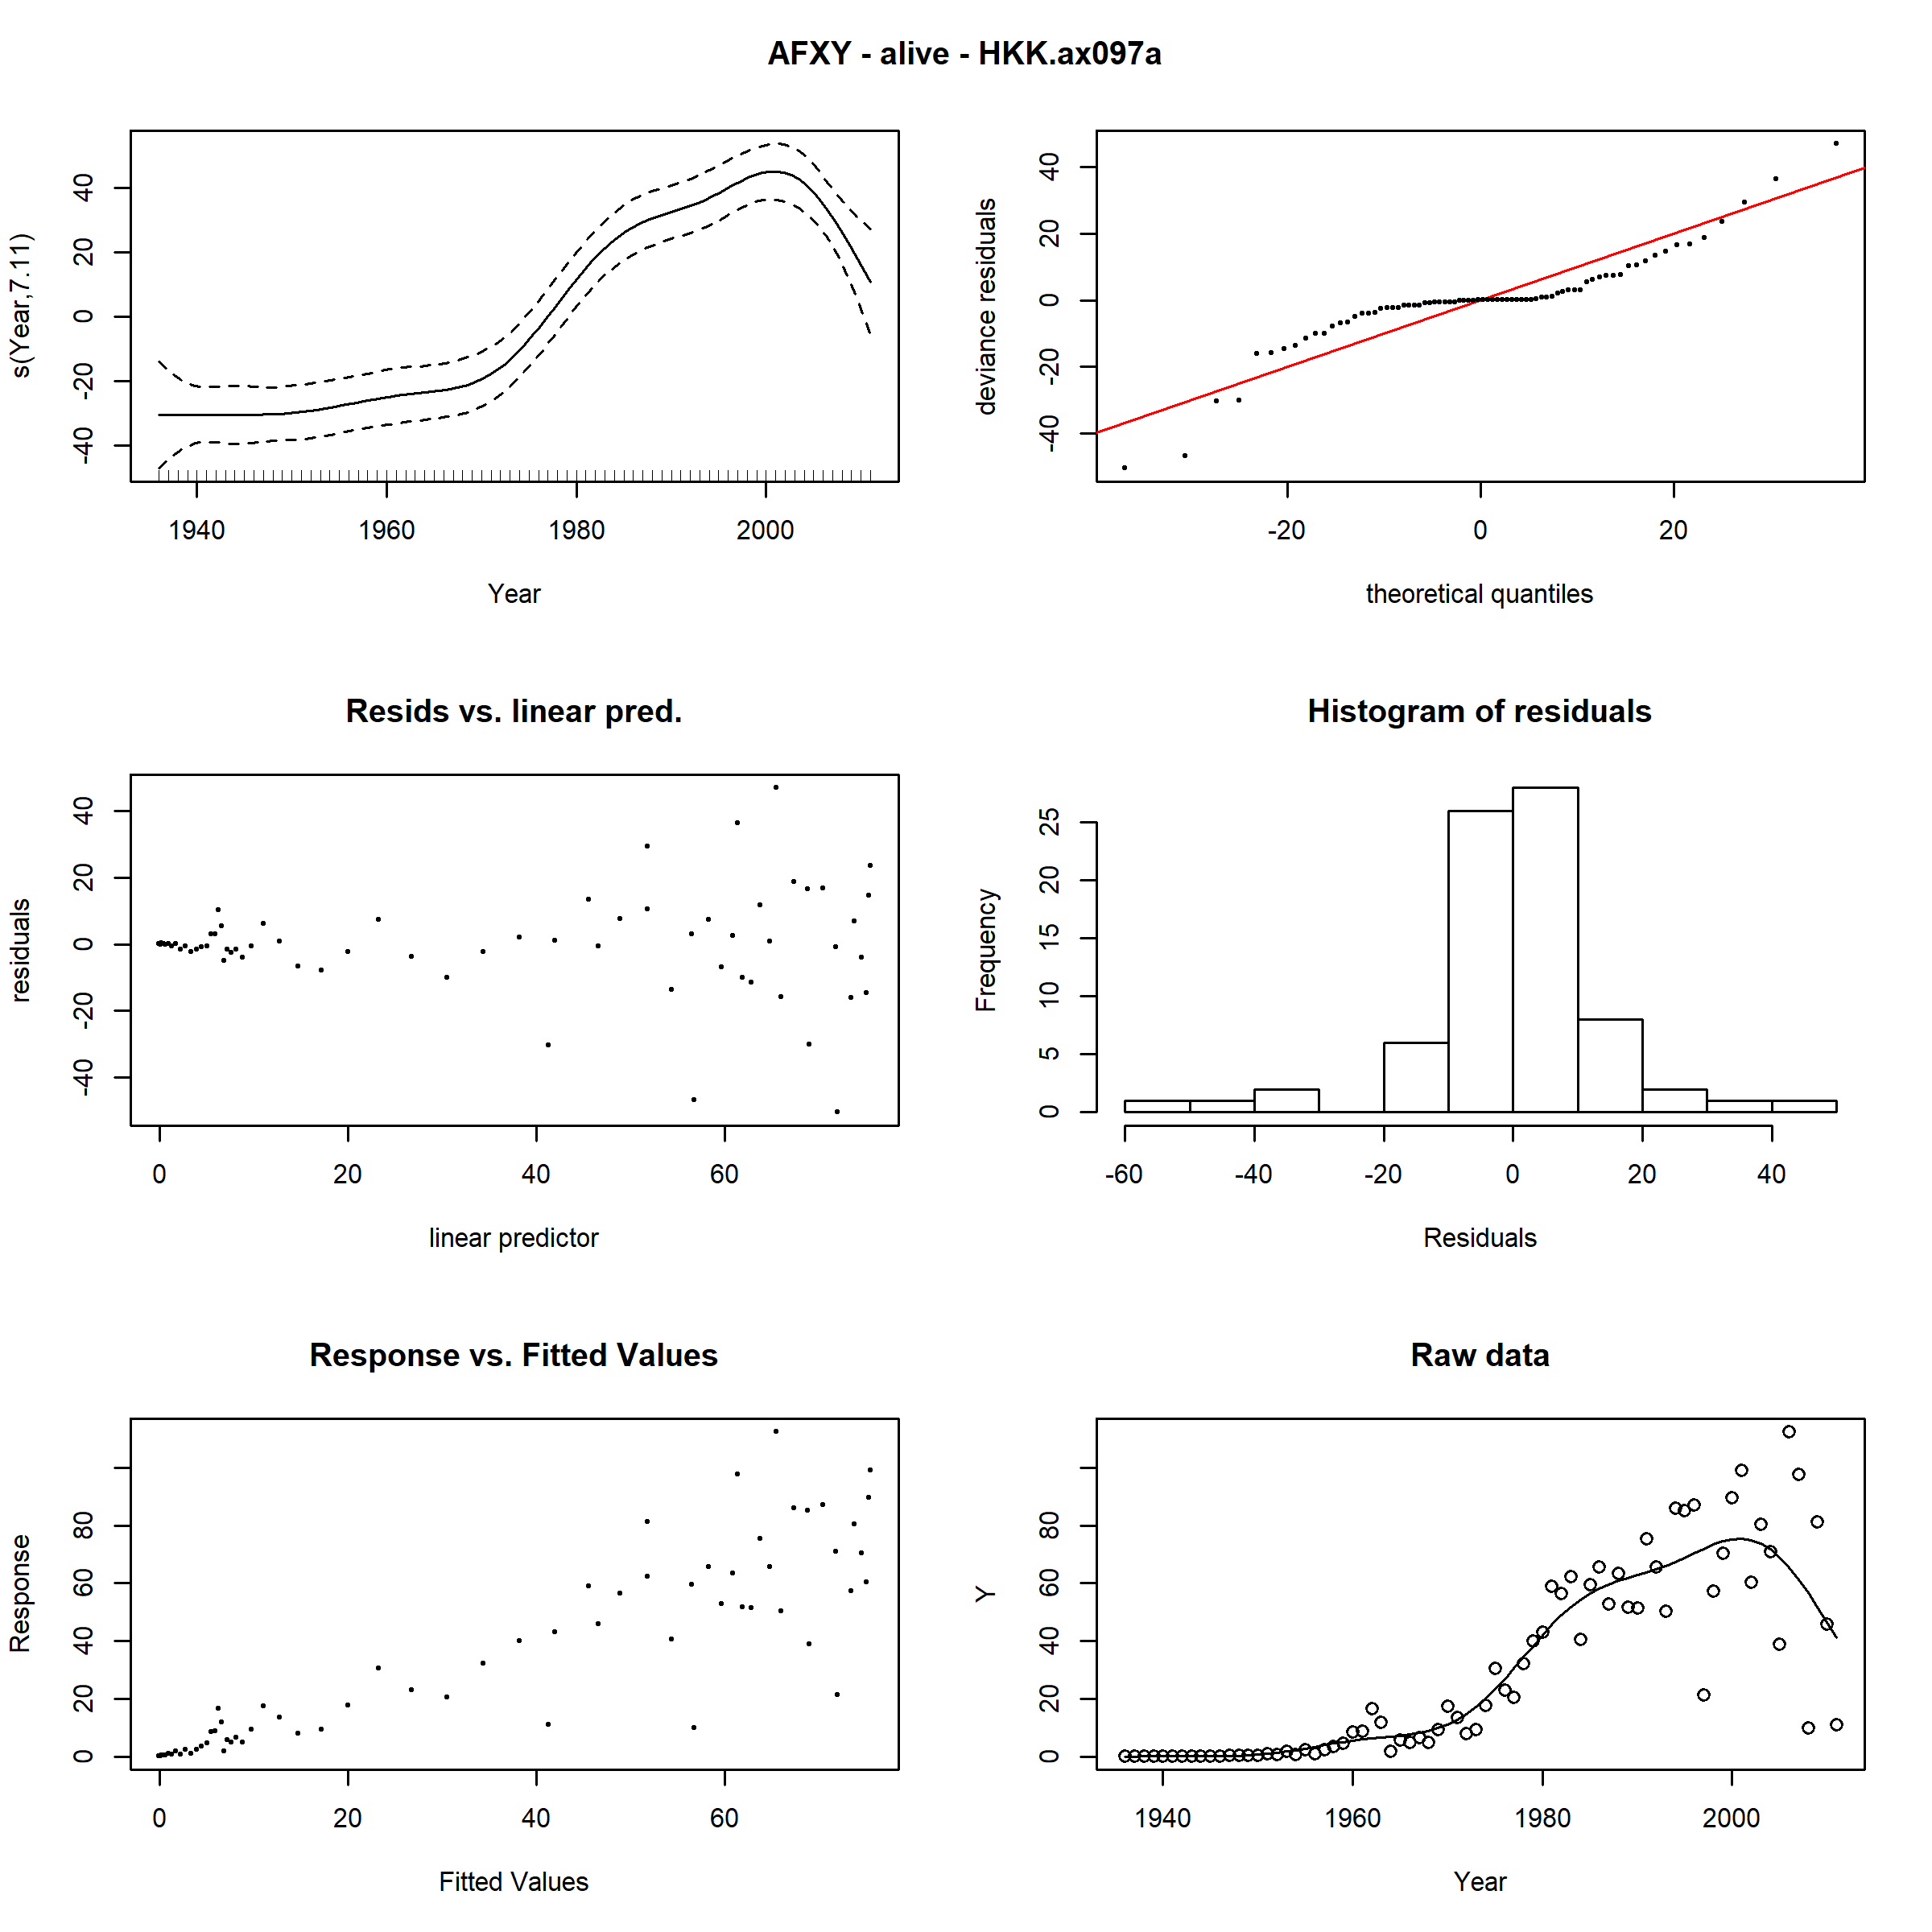 AFXY - alive - HKK.ax097a
s(Year,7.11)
40
20
0
-20
-40
1940 1960 1980 2000
Year
deviance residuals
40
20
0
-20
-40
-20 0 20
theoretical quantiles
Resids vs. linear pred.
residuals
40
20
0
-20
-40
0 20 40 60
linear predictor
Histogram of residuals
Frequency
25
20
15
10
5
0
-60 -40 -20 0 20 40
Residuals
Response vs. Fitted Values
Response
80
60
40
20
0
0 20 40 60
Fitted Values
Raw data
Y
80
60
40
20
0
1940 1960 1980 2000
Year